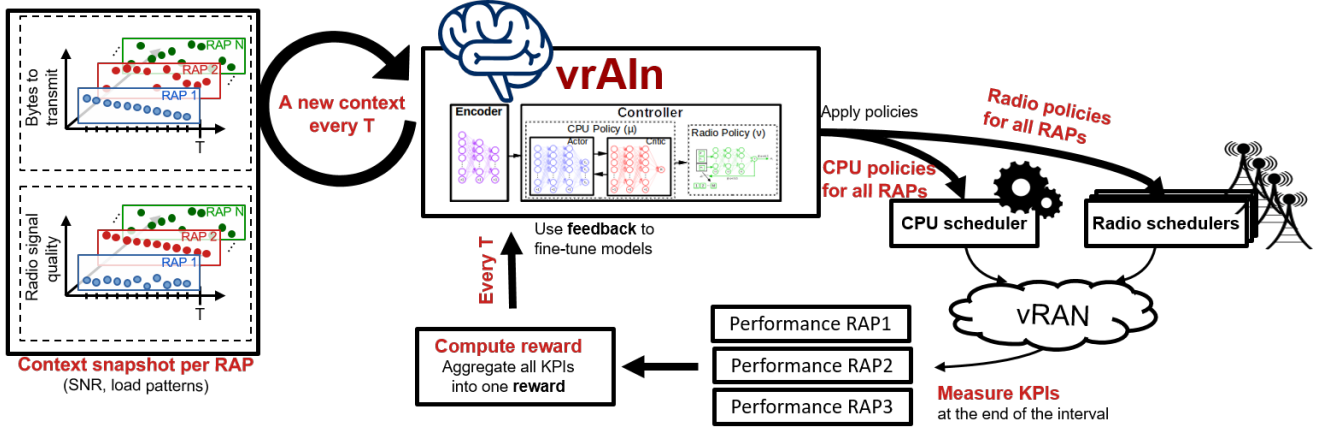 Bytes to
transmit
RAP N
RAP 2
RAP 1
T
Radio signal
quality
RAP N
RAP 2
RAP 1
T
Context snapshot per RAP
(SNR, load patterns)
A new context
every T
vrAIn
Encoder
Controller
CPU Policy (μ)
Actor
Critic
Radio Policy (ν)
Use feedback to
fine-tune models
Every T
Apply policies
Radio policies
for all RAPs
CPU policies
for all RAPs
CPU scheduler
Radio schedulers
vRAN
Measure KPIs
at the end of the interval
Performance RAP1
Performance RAP2
Performance RAP3
Compute reward
Aggregate all KPIs
into one reward